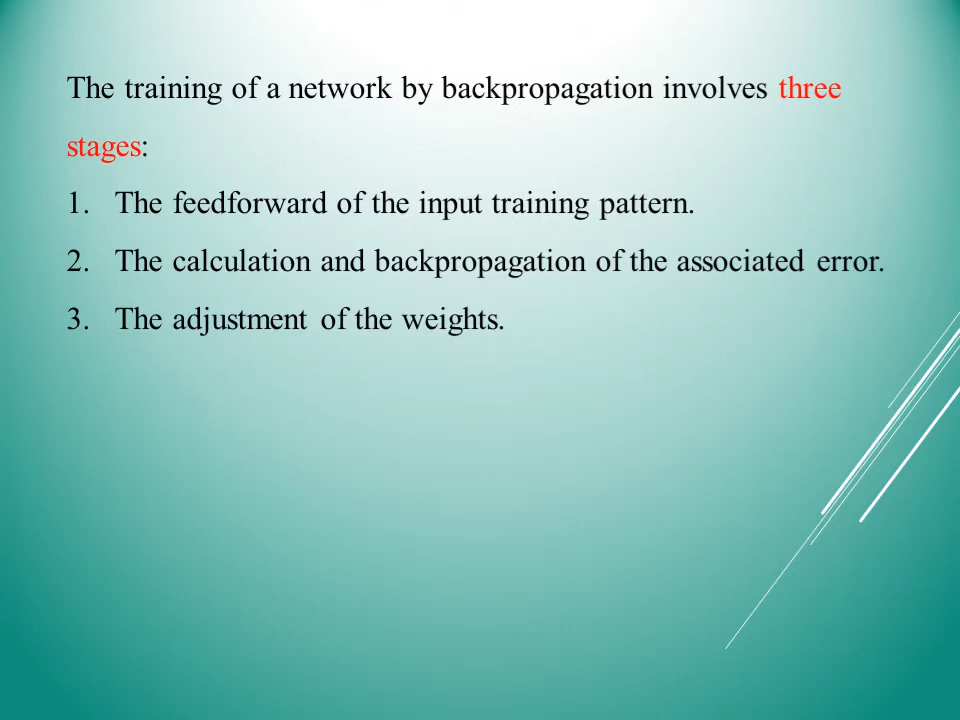 The training of a network by backpropagation involves three
stages:
1. The feedforward of the input training pattern.
2. The calculation and backpropagation of the associated error.
3. The adjustment of the weights.